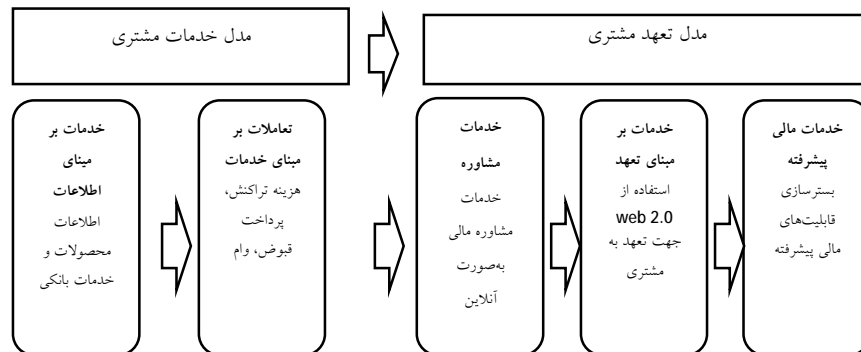 مدل خدمات مشتری
مدل تعهد مشتری
خدمات بر
مبنای
اطلاعات
اطلاعات
محصولات و
خدمات بانکی
تعاملات بر
مبنای خدمات
هزینه تراکنش،
پرداخت
قبوض، وام
خدمات
مشاوره
خدمات
مشاوره مالی
به‌صورت
آنلاین
خدمات بر
مبنای تعهد
استفاده از
web 2.0
جهت تعهد به
مشتری
خدمات مالی
پیشرفته
بسترسازی
قابلیت‌های
مالی پیشرفته